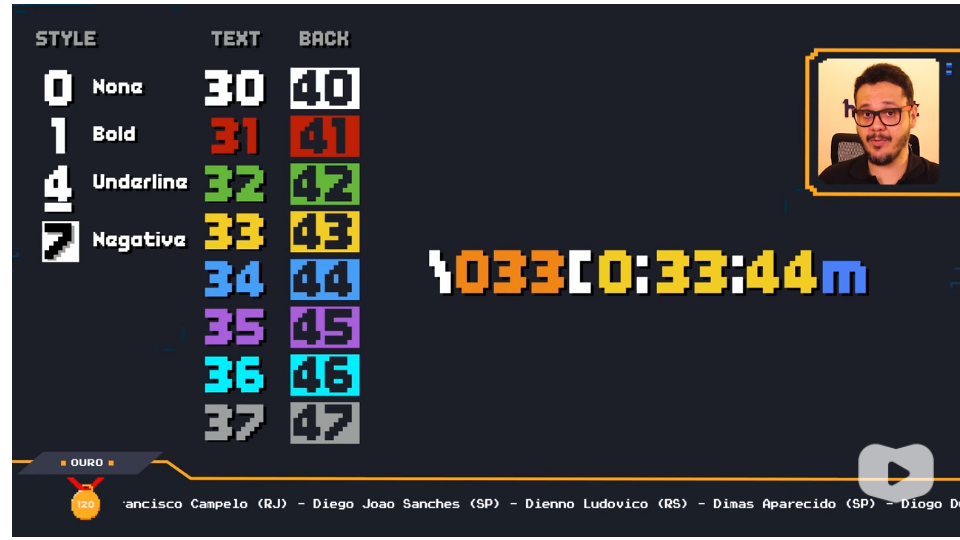 STYLE TEXT BACK
0 None 30 40
1 Bold 31 41
4 Underline 32 42
7 Negative 33 43
34 44
35 45
36 46
37 47
\033[0:33:44m
OURO
120
ancisco Campelo (RJ) - Diego Joao Sanches (SP) - Dienno Ludovico (RS) - Dimas Aparecido (SP) - Diogo